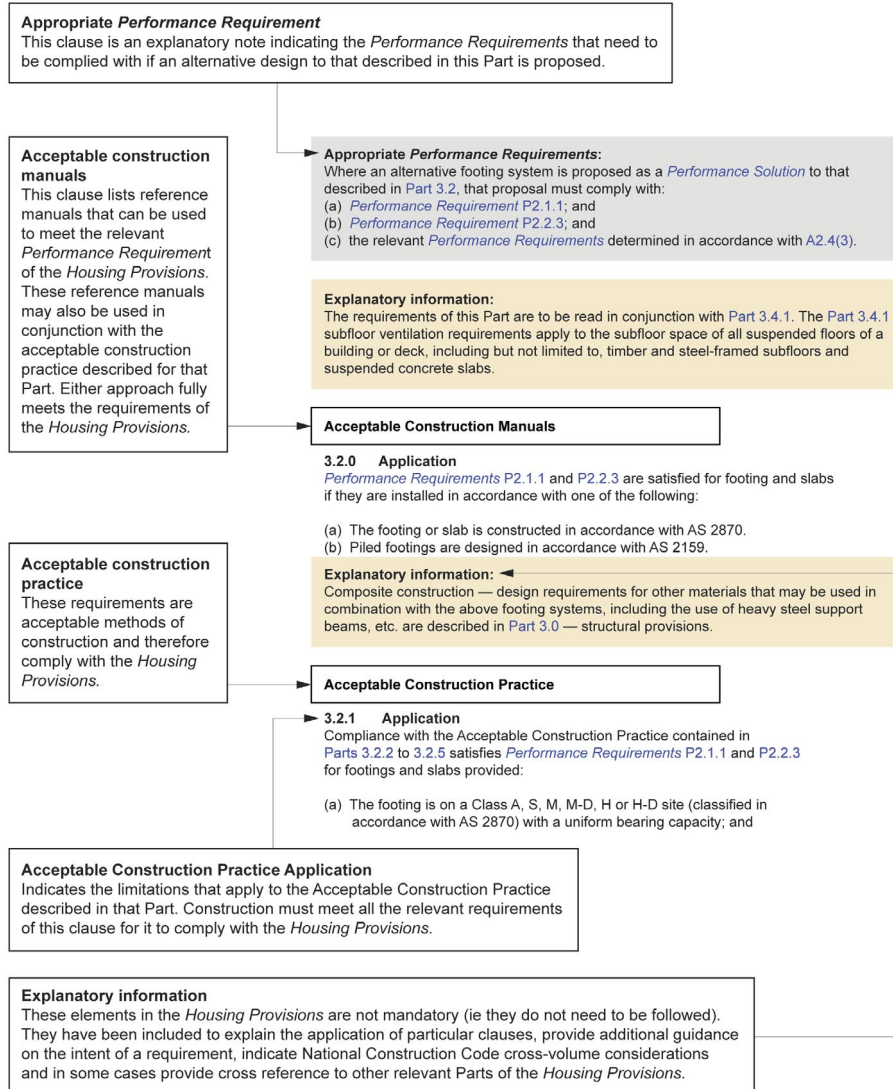 Appropriate Performance Requirement
This clause is an explanatory note indicating the Performance Requirements that need to
be complied with if an alternative design to that described in this Part is proposed.
Acceptable construction
manuals
This clause lists reference
manuals that can be used
to meet the relevant
Performance Requirement
of the Housing Provisions.
These reference manuals
may also be used in
conjunction with the
acceptable construction
practice described for that
Part. Either approach fully
meets the requirements of
the Housing Provisions.
Appropriate Performance Requirements:
Where an alternative footing system is proposed as a Performance Solution to that
described in Part 3.2, that proposal must comply with:
(a) Performance Requirement P2.1.1; and
(b) Performance Requirement P2.2.3; and
(c) the relevant Performance Requirements determined in accordance with A2.4(3).
Explanatory information:
The requirements of this Part are to be read in conjunction with Part 3.4.1. The Part 3.4.1
subfloor ventilation requirements apply to the subfloor space of all suspended floors of a
building or deck, including but not limited to, timber and steel-framed subfloors and
suspended concrete slabs.
Acceptable Construction Manuals
3.2.0 Application
Performance Requirements P2.1.1 and P2.2.3 are satisfied for footing and slabs
if they are installed in accordance with one of the following:
(a) The footing or slab is constructed in accordance with AS 2870.
(b) Piled footings are designed in accordance with AS 2159.
Explanatory information:
Composite construction — design requirements for other materials that may be used in
combination with the above footing systems, including the use of heavy steel support
beams, etc. are described in Part 3.0 — structural provisions.
Acceptable construction
practice
These requirements are
acceptable methods of
construction and therefore
comply with the Housing
Provisions.
Acceptable Construction Practice
3.2.1 Application
Compliance with the Acceptable Construction Practice contained in
Parts 3.2.2 to 3.2.5 satisfies Performance Requirements P2.1.1 and P2.2.3
for footings and slabs provided:
(a) The footing is on a Class A, S, M, M-D, H or H-D site (classified in
accordance with AS 2870) with a uniform bearing capacity; and
Acceptable Construction Practice Application
Indicates the limitations that apply to the Acceptable Construction Practice
described in that Part. Construction must meet all the relevant requirements
of this clause for it to comply with the Housing Provisions.
Explanatory information
These elements in the Housing Provisions are not mandatory (ie they do not need to be followed).
They have been included to explain the application of particular clauses, provide additional guidance
on the intent of a requirement, indicate National Construction Code cross-volume considerations
and in some cases provide cross reference to other relevant Parts of the Housing Provisions.